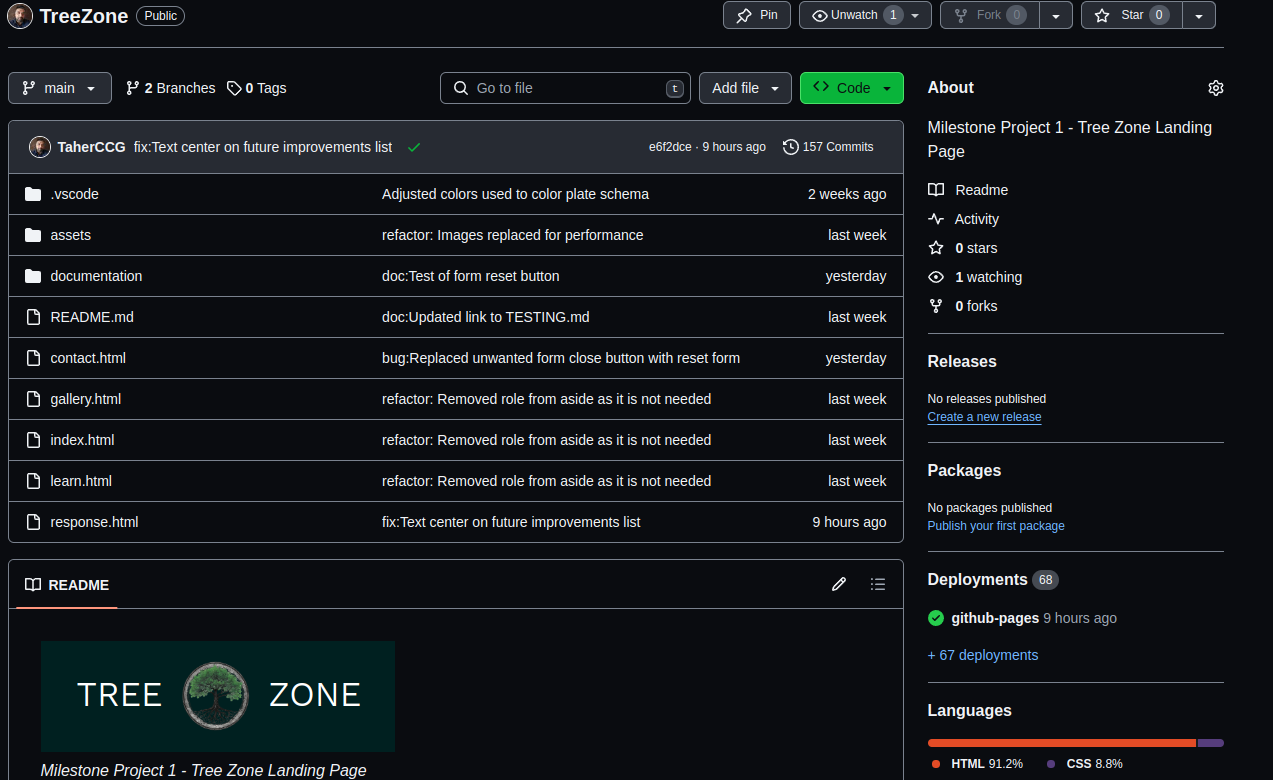 TreeZone Public Pin Unwatch 1 Fork 0 Star 0
main 2 Branches 0 Tags Go to file t Add file Code
TaherCCG fix:Text center on future improvements list e6f2dce · 9 hours ago 157 Commits
.vscode Adjusted colors used to color plate schema 2 weeks ago
assets refactor: Images replaced for performance last week
documentation doc:Test of form reset button yesterday
README.md doc:Updated link to TESTING.md last week
contact.html bug:Replaced unwanted form close button with reset form yesterday
gallery.html refactor: Removed role from aside as it is not needed last week
index.html refactor: Removed role from aside as it is not needed last week
learn.html refactor: Removed role from aside as it is not needed last week
response.html fix:Text center on future improvements list 9 hours ago
README
TREE ZONE
Milestone Project 1 - Tree Zone Landing Page
About
Milestone Project 1 - Tree Zone Landing
Page
Readme
Activity
0 stars
1 watching
0 forks
Releases
No releases published
Create a new release
Packages
No packages published
Publish your first package
Deployments 68
github-pages 9 hours ago
+ 67 deployments
Languages
HTML 91.2% CSS 8.8%